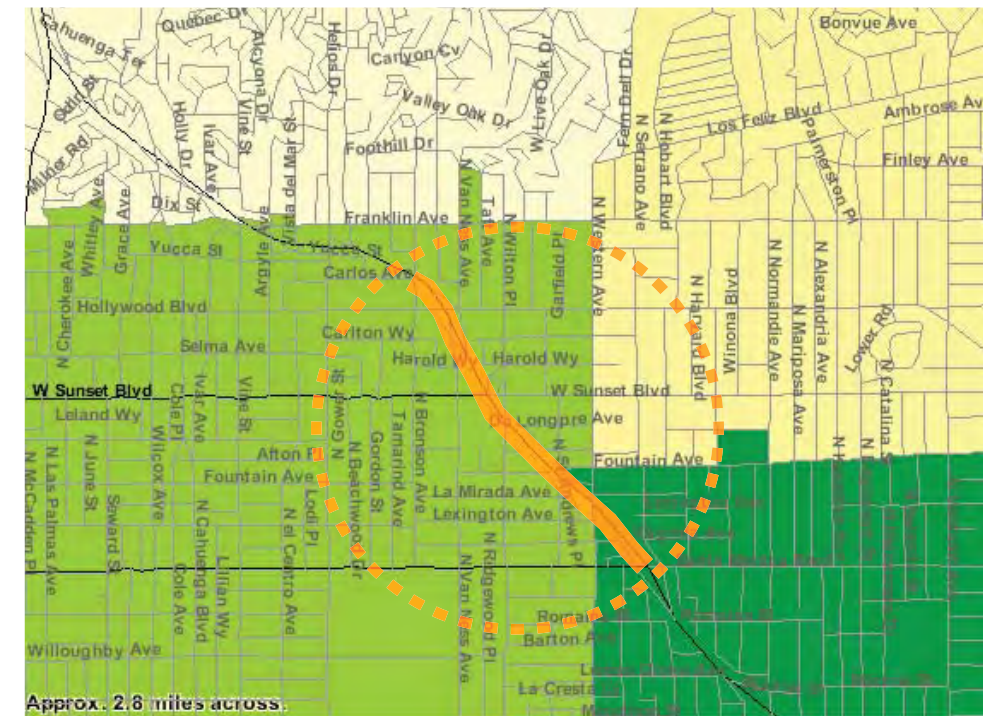 Quebec Dr
Bonvue Ave
Cahuenga Ter
Canyon Cv
Alcyona Dr
Helios Dr
W Live Oak Dr
Fern Dell Dr
Odin St
Valley Oak Dr
Los Feliz Blvd
Ambrose Av
Holly Dr
Ivar Ave
Vine St
Vista del Mar St
Foothill Dr
N Serrano Ave
N Hobart Blvd
Palmerston Pl
Finley Ave
Milner Rd
Whitley Ave
Grace Ave
Dix St
Franklin Ave
N Van Ness Ave
Taft Ave
N Wilton Pl
Garfield Pl
N Western Ave
Yucca St
Yucca St
Argyle Ave
Carlos Ave
N Cherokee Ave
Hollywood Blvd
N Harvard Blvd
Winona Blvd
N Normandie Ave
N Mariposa Ave
N Alexandria Ave
Lower Rd
N Catalina St
Carlton Wy
Selma Ave
Harold Wy
Harold Wy
W Sunset Blvd
W Sunset Blvd
Leland Wy
Cole Pl
Ivar Ave
Vine St
N Gower St
De Longpre Ave
Afton Pl
Fountain Ave
Fountain Ave
N McCadden Pl
N Las Palmas Ave
N June St
Seward St
Wilcox Ave
N Cahuenga Blvd
Cole Ave
Lillian Wy
N el Centro Ave
Lodi Pl
N Beachwood Dr
Gordon St
Tamarind Ave
N Bronson Ave
La Mirada Ave
Lexington Ave
N Van Ness Ave
N Ridgewood Pl
Barton Ave
La Cresta
Willoughby Ave
Approx. 2.8 miles across.